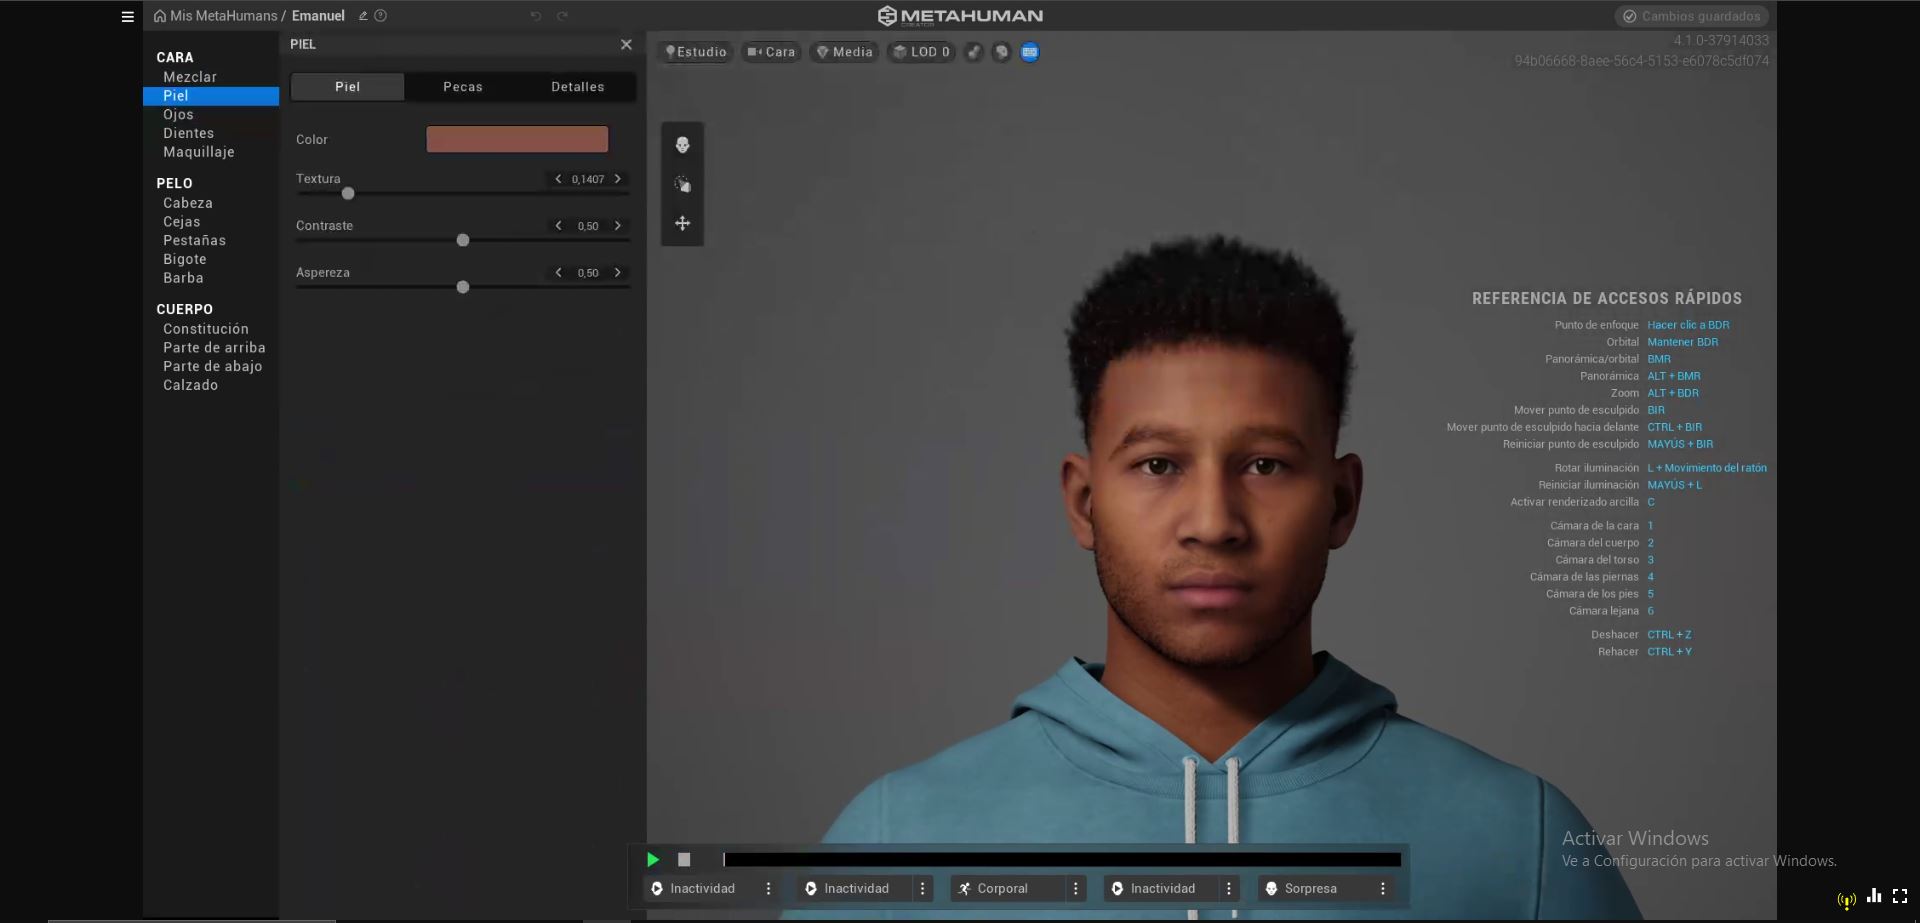 Mis MetaHumans / Emanuel
METAHUMAN
CREATOR
Cambios guardados
4.1.0-37914033
94b06668-8aee-56c4-5153-e6078c5df074
CARA
Mezclar
Piel
Ojos
Dientes
Maquillaje
PELO
Cabeza
Cejas
Pestañas
Bigote
Barba
CUERPO
Constitución
Parte de arriba
Parte de abajo
Calzado
PIEL
Piel Pecas Detalles
Color
Textura 0,1407
Contraste 0,50
Aspereza 0,50
Estudio Cara Media LOD 0
REFERENCIA DE ACCESOS RÁPIDOS
Punto de enfoque Hacer clic a BDR
Orbital Mantener BDR
Panorámica/orbital BMR
Panorámica ALT + BMR
Zoom ALT + BDR
Mover punto de esculpido BIR
Mover punto de esculpido hacia delante CTRL + BIR
Reiniciar punto de esculpido MAYÚS + BIR
Rotar iluminación L + Movimiento del ratón
Reiniciar iluminación MAYÚS + L
Activar renderizado arcilla C
Cámara de la cara 1
Cámara del cuerpo 2
Cámara del torso 3
Cámara de las piernas 4
Cámara de los pies 5
Cámara lejana 6
Deshacer CTRL + Z
Rehacer CTRL + Y
Activar Windows
Ve a Configuración para activar Windows.
Inactividad Inactividad Corporal Inactividad Sorpresa